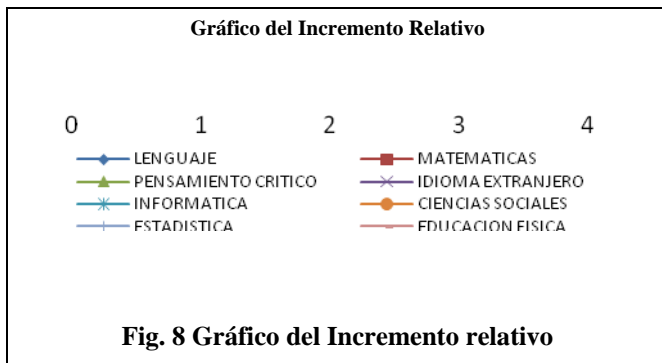 Gráfico del Incremento Relativo
0 1 2 3 4
LENGUAJE MATEMATICAS
PENSAMIENTO CRITICO IDIOMA EXTRANJERO
INFORMATICA CIENCIAS SOCIALES
ESTADISTICA EDUCACION FISICA
Fig. 8 Gráfico del Incremento relativo